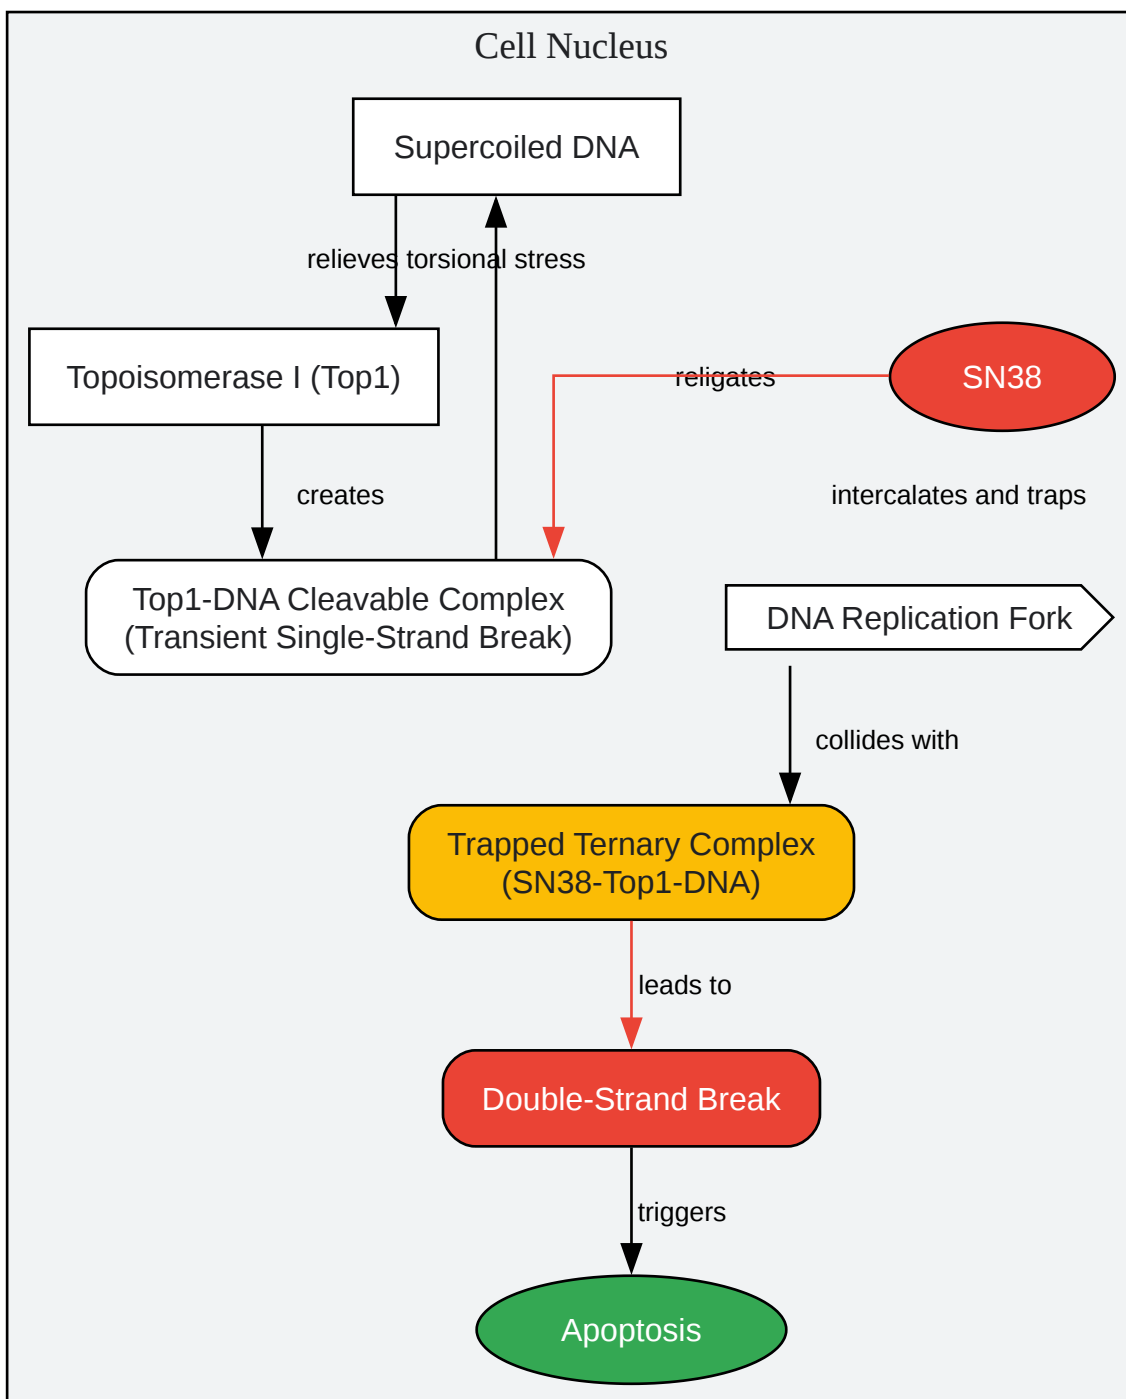 Cell Nucleus
Supercoiled DNA
relieves torsional stress
Topoisomerase I (Top1)
religates
SN38
creates
intercalates and traps
Top1-DNA Cleavable Complex
(Transient Single-Strand Break)
DNA Replication Fork
collides with
Trapped Ternary Complex
(SN38-Top1-DNA)
leads to
Double-Strand Break
triggers
Apoptosis